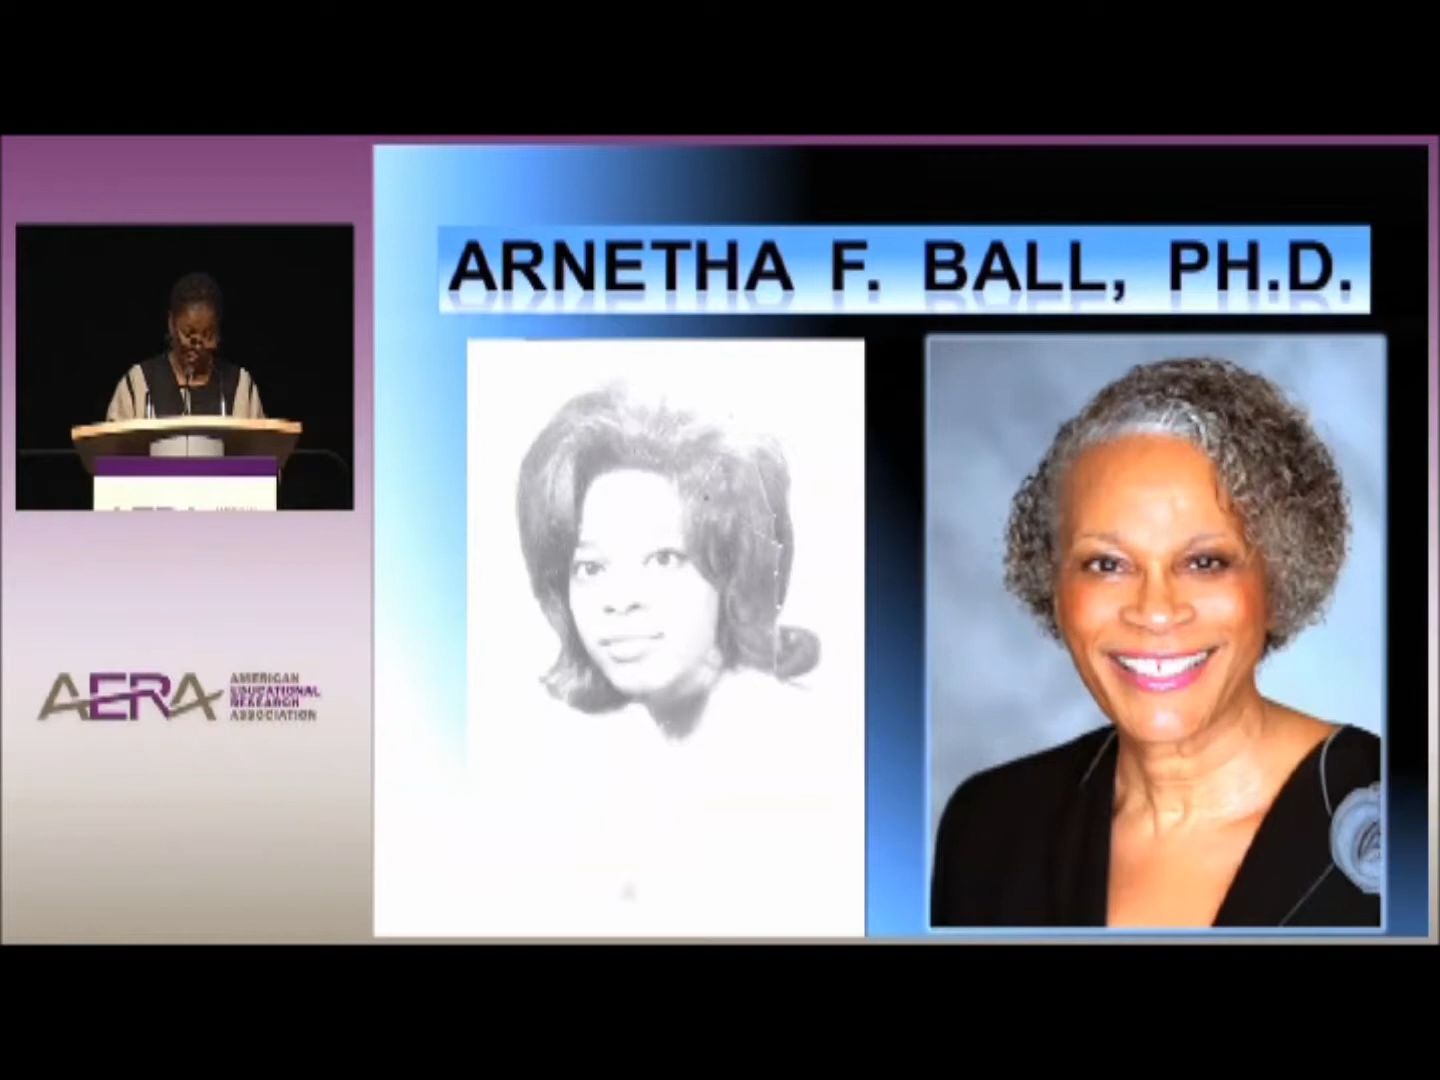 ARNETHA F. BALL, PH.D.
AERA
AMERICAN
EDUCATIONAL
RESEARCH
ASSOCIATION